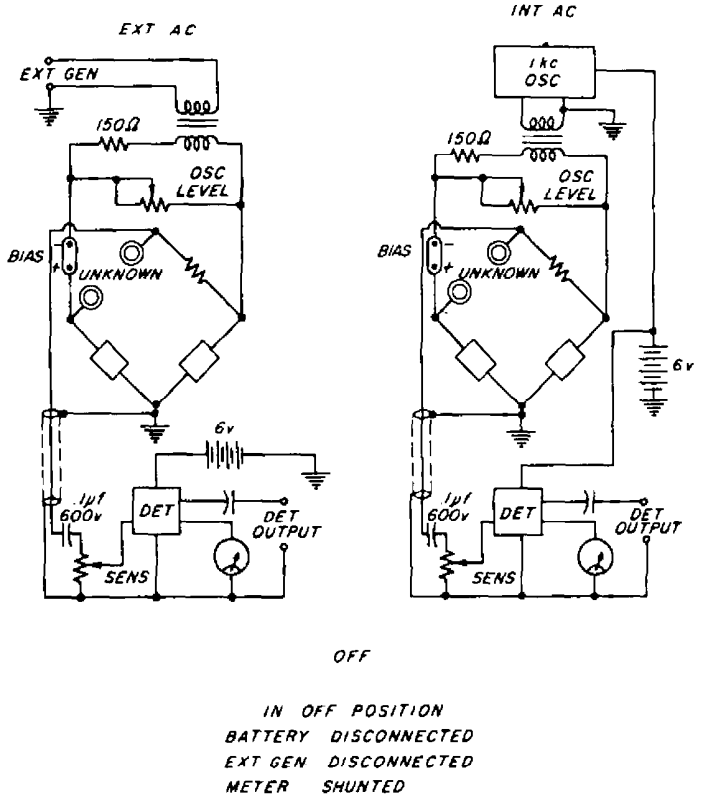 EXT AC
EXT GEN
150Ω
OSC
LEVEL
BIAS
-
+
UNKNOWN
6v
.1μf
600v
DET
DET
OUTPUT
SENS
INT AC
1kc
OSC
150Ω
OSC
LEVEL
BIAS
-
+
UNKNOWN
6v
.1μf
600v
DET
DET
OUTPUT
SENS
OFF
IN OFF POSITION
BATTERY DISCONNECTED
EXT GEN DISCONNECTED
METER SHUNTED